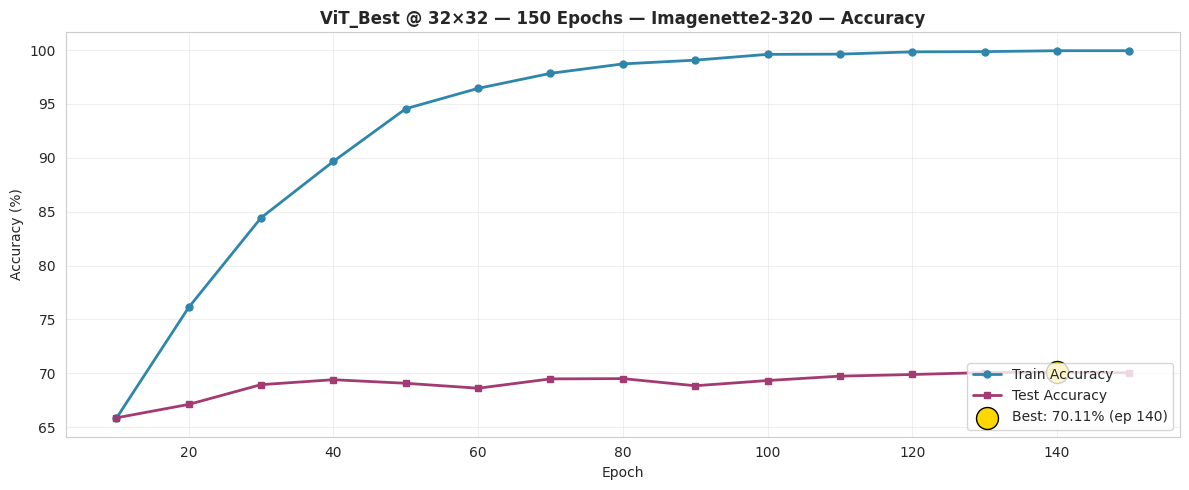 ViT_Best @ 32×32 — 150 Epochs — Imagenette2-320 — Accuracy
Accuracy (%)
100
95
90
85
80
75
70
65
Train Accuracy
Test Accuracy
Best: 70.11% (ep 140)
20
40
60
80
100
120
140
Epoch